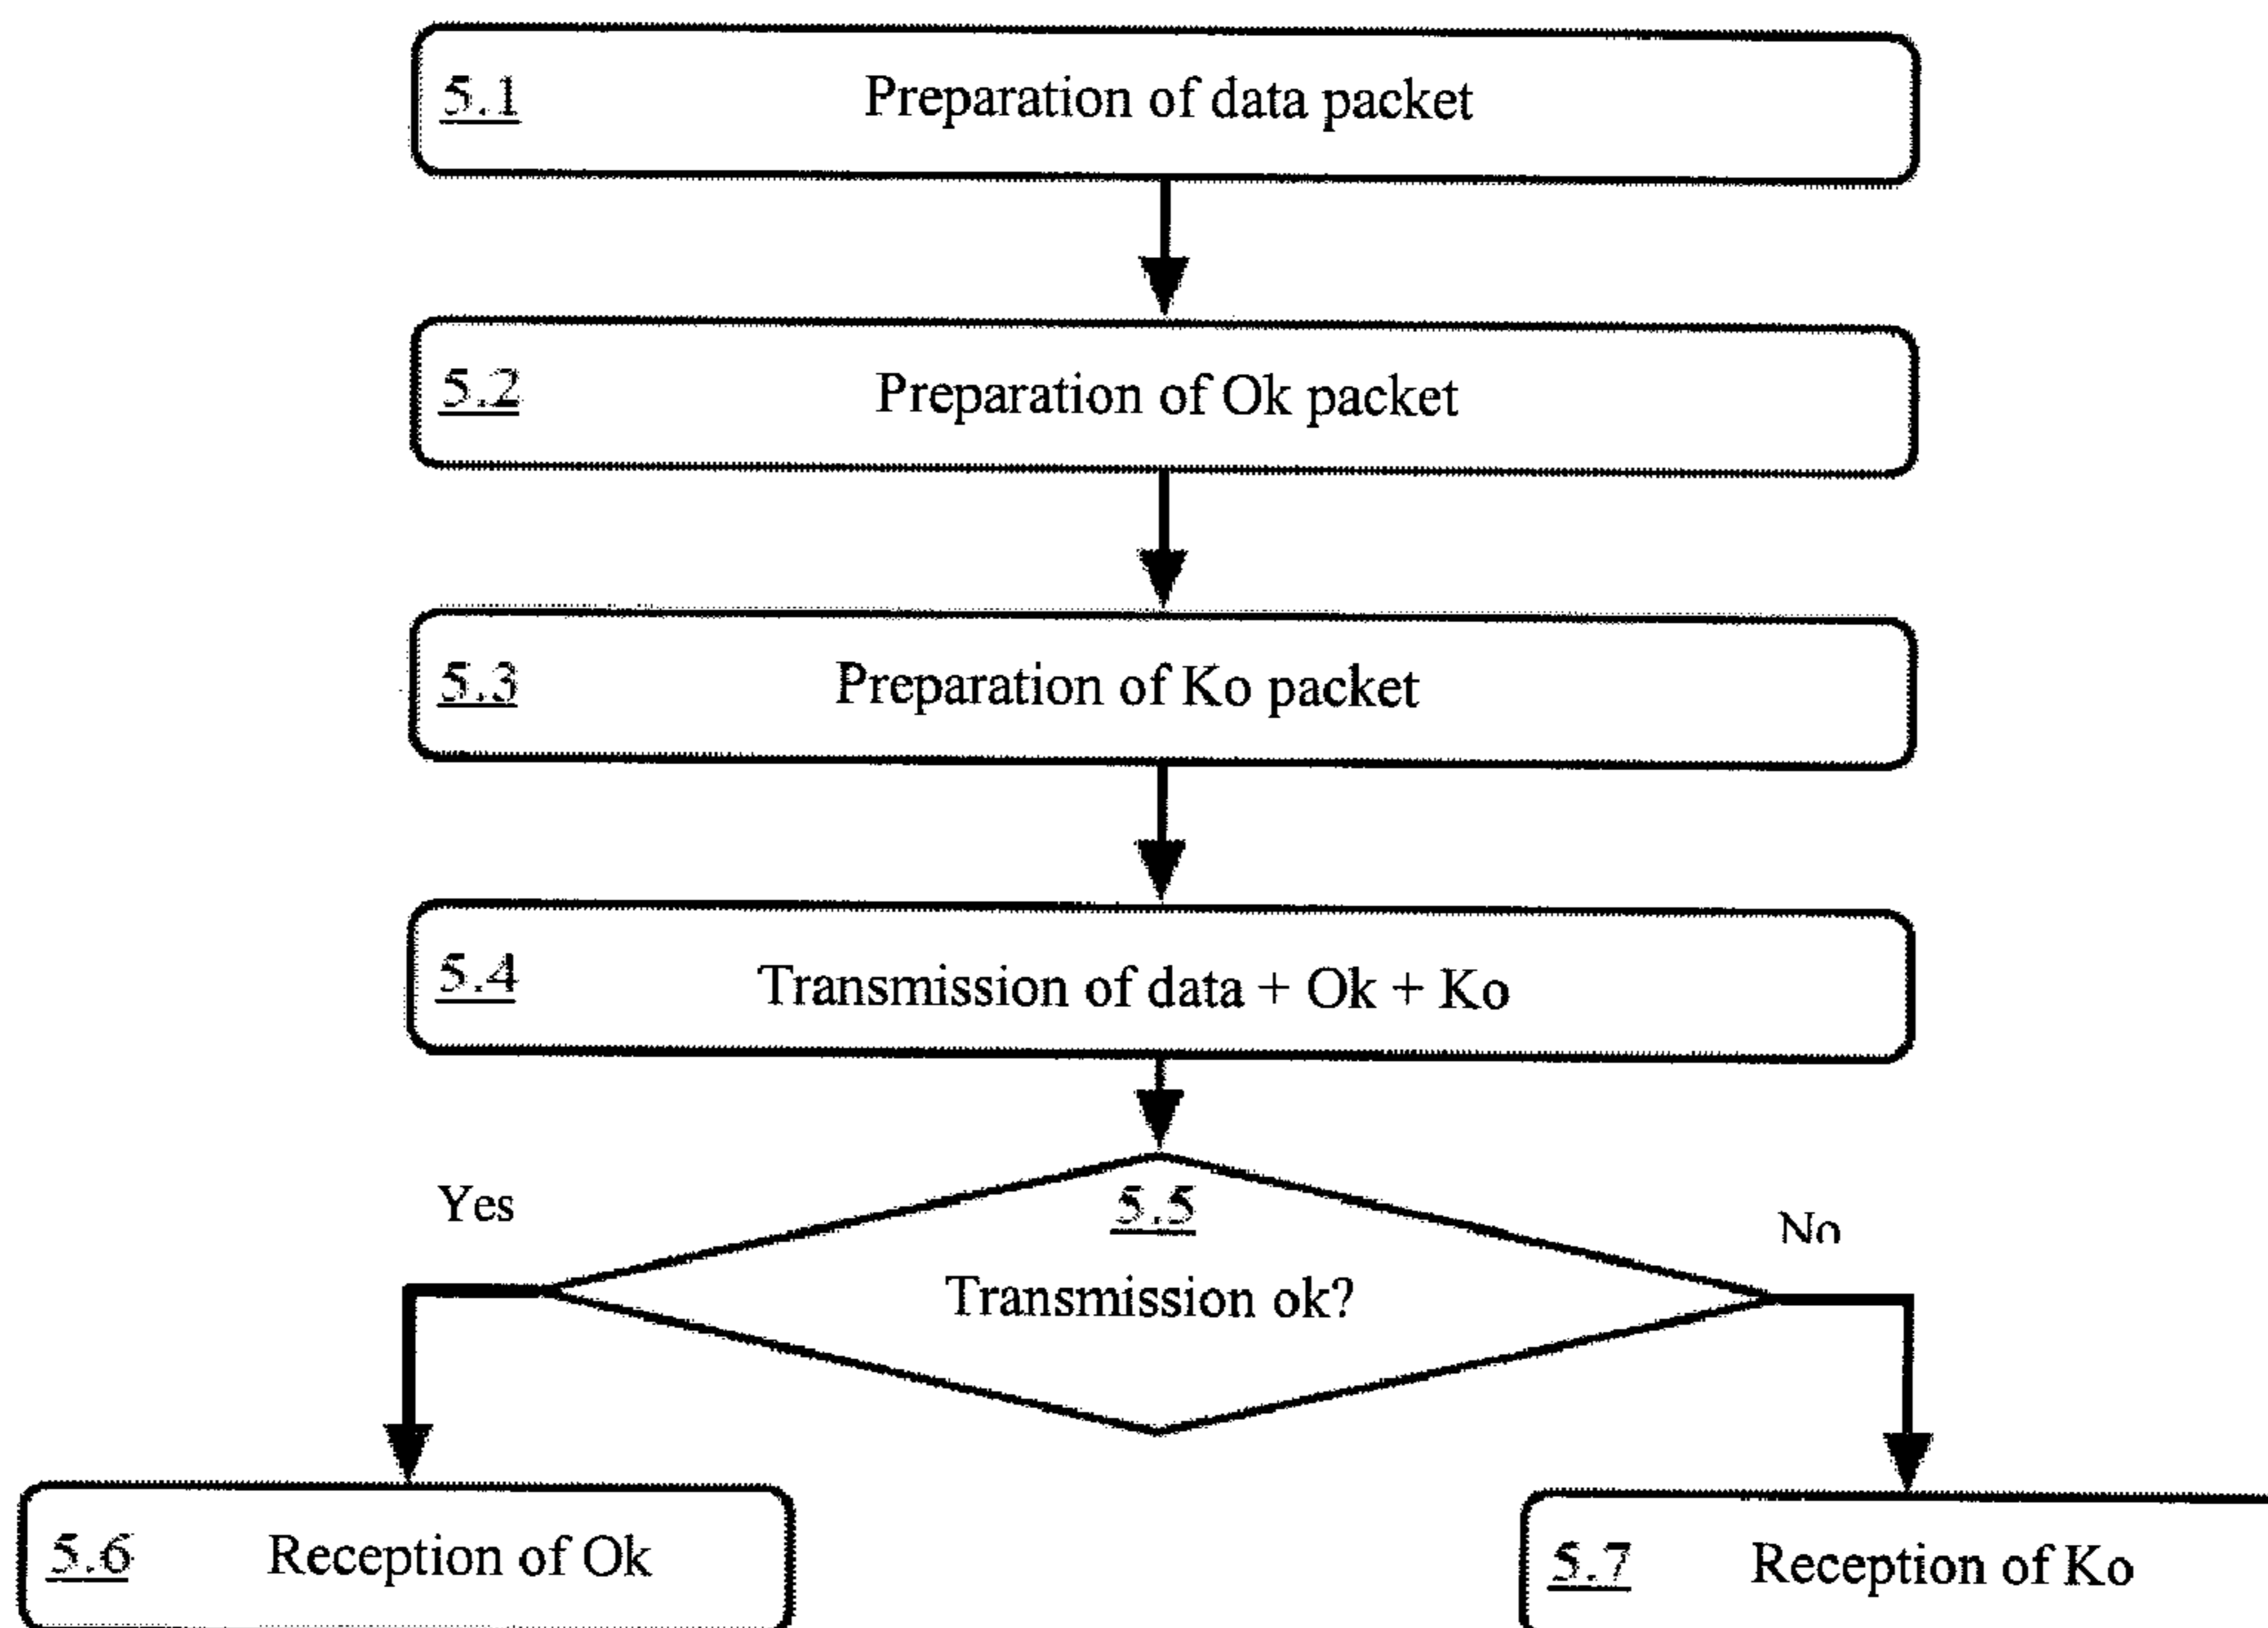 5.1 Preparation of data packet
5.2 Preparation of Ok packet
5.3 Preparation of Ko packet
5.4 Transmission of data + Ok + Ko
Yes
5.5
No
Transmission ok?
5.6 Reception of Ok
5.7 Reception of Ko